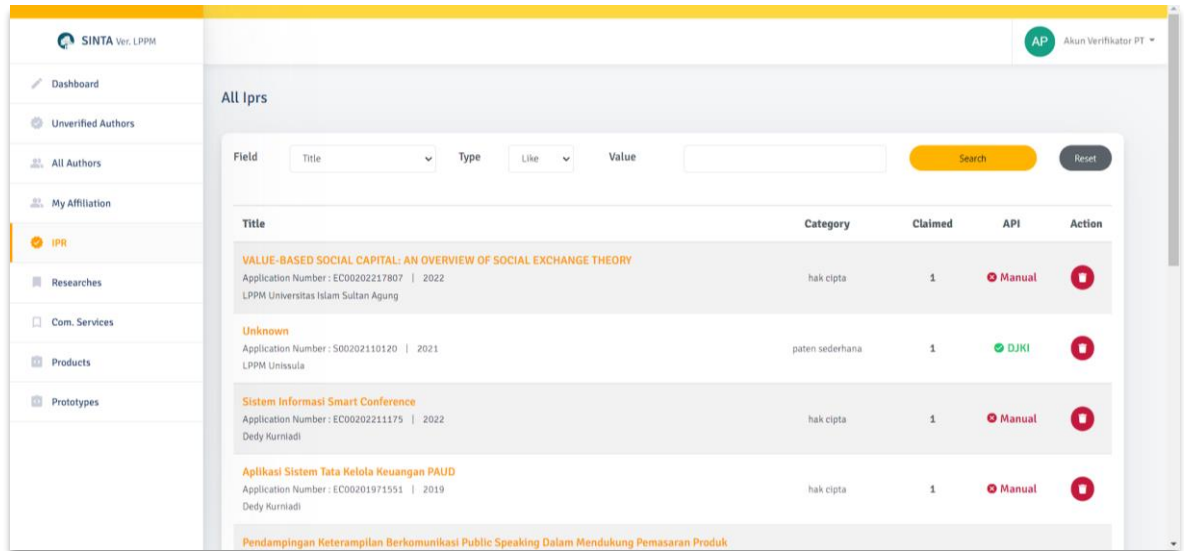 SINTA Ver. LPPM
AP Akun Verifikator PT
Dashboard
Unverified Authors
All Authors
My Affiliation
IPR
Researches
Com. Services
Products
Prototypes
All Iprs
Field Title Type Like Value Search Reset
Title Category Claimed API Action
VALUE-BASED SOCIAL CAPITAL: AN OVERVIEW OF SOCIAL EXCHANGE THEORY
Application Number : EC00202217807 | 2022 hak cipta 1 Manual
LPPM Universitas Islam Sultan Agung
Unknown
Application Number : S00202110120 | 2021 paten sederhana 1 DJKI
LPPM Unissula
Sistem Informasi Smart Conference
Application Number : EC00202211175 | 2022 hak cipta 1 Manual
Dedy Kurniadi
Aplikasi Sistem Tata Kelola Keuangan PAUD
Application Number : EC00201971551 | 2019 hak cipta 1 Manual
Dedy Kurniadi
Pendampingan Keterampilan Berkomunikasi Public Speaking Dalam Mendukung Pemasaran Produk